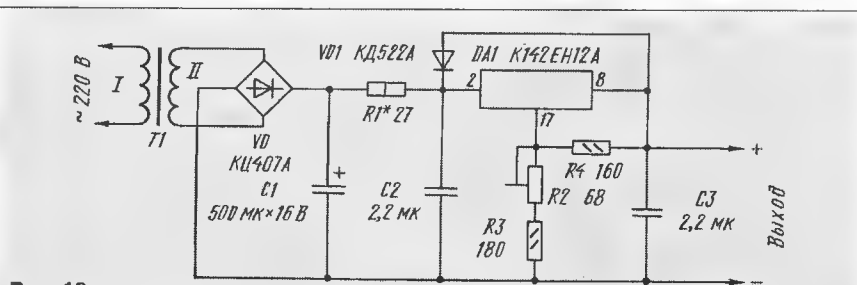 ~ 220 В
I
II
T1
VD
КЦ407А
C1
500 мк×16 В
+
R1* 27
C2
2,2 мк
VD1 КД522А
DA1 К142ЕН12А
2
8
17
R4 160
R2 68
R3
180
C3
2,2 мк
+
Выход
−